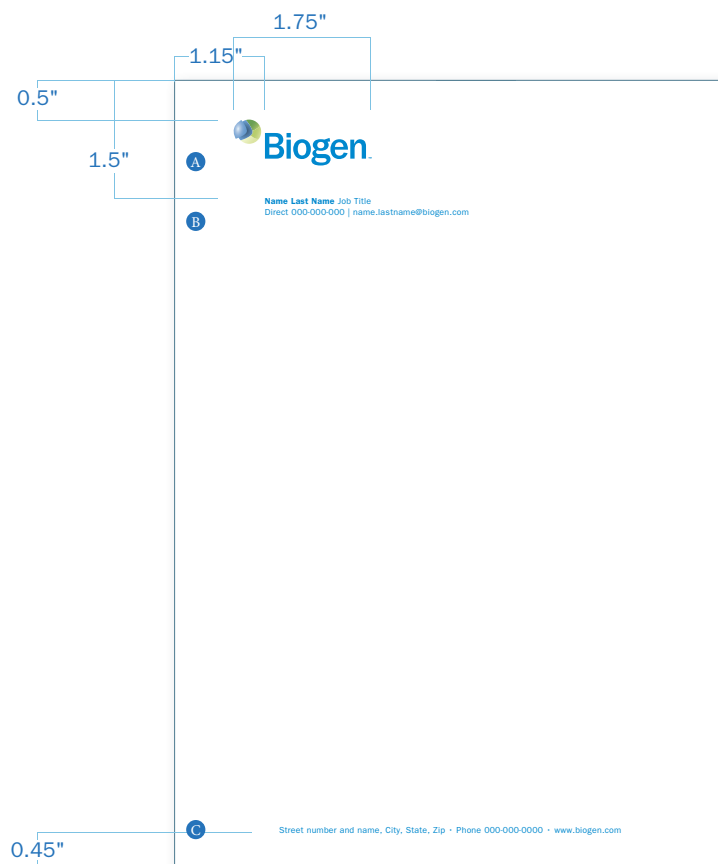 1.75"
1.15"
0.5"
Biogen™
1.5"
A
Name Last Name Job Title
B
Direct 000-000-000 | name.lastname@biogen.com
C
Street number and name, City, State, Zip · Phone 000-000-0000 · www.biogen.com
0.45"